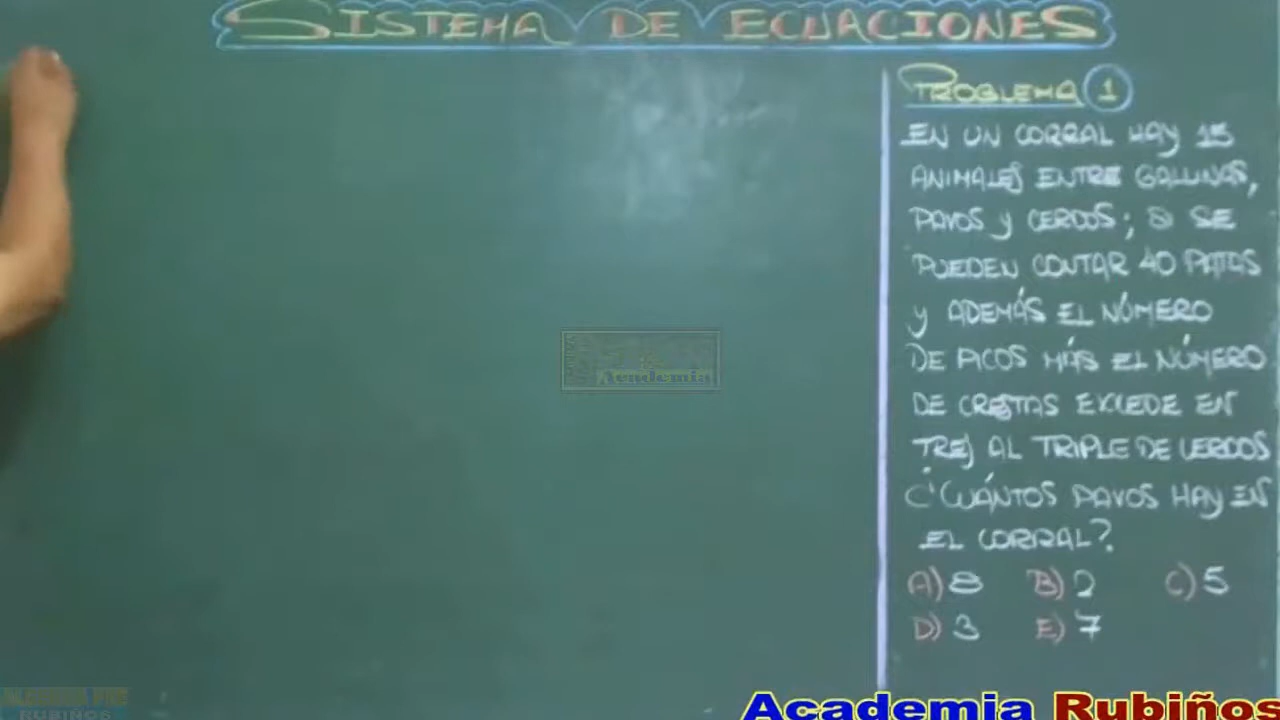 SISTEMA DE ECUACIONES
PROBLEMA 1
EN UN CORRAL HAY 15
ANIMALES ENTRE GALLINAS,
PAVOS Y CERDOS; SI SE
PUEDEN CONTAR 40 PATAS
Y ADEMÁS EL NÚMERO
DE PICOS MÁS EL NÚMERO
DE CRESTAS EXCEDE EN
TRES AL TRIPLE DE CERDOS
¿CUÁNTOS PAVOS HAY EN
EL CORRAL?
A) 8 B) 2 C) 5
D) 3 E) 7
Academia
RUBIÑOS
Academia Rubiños